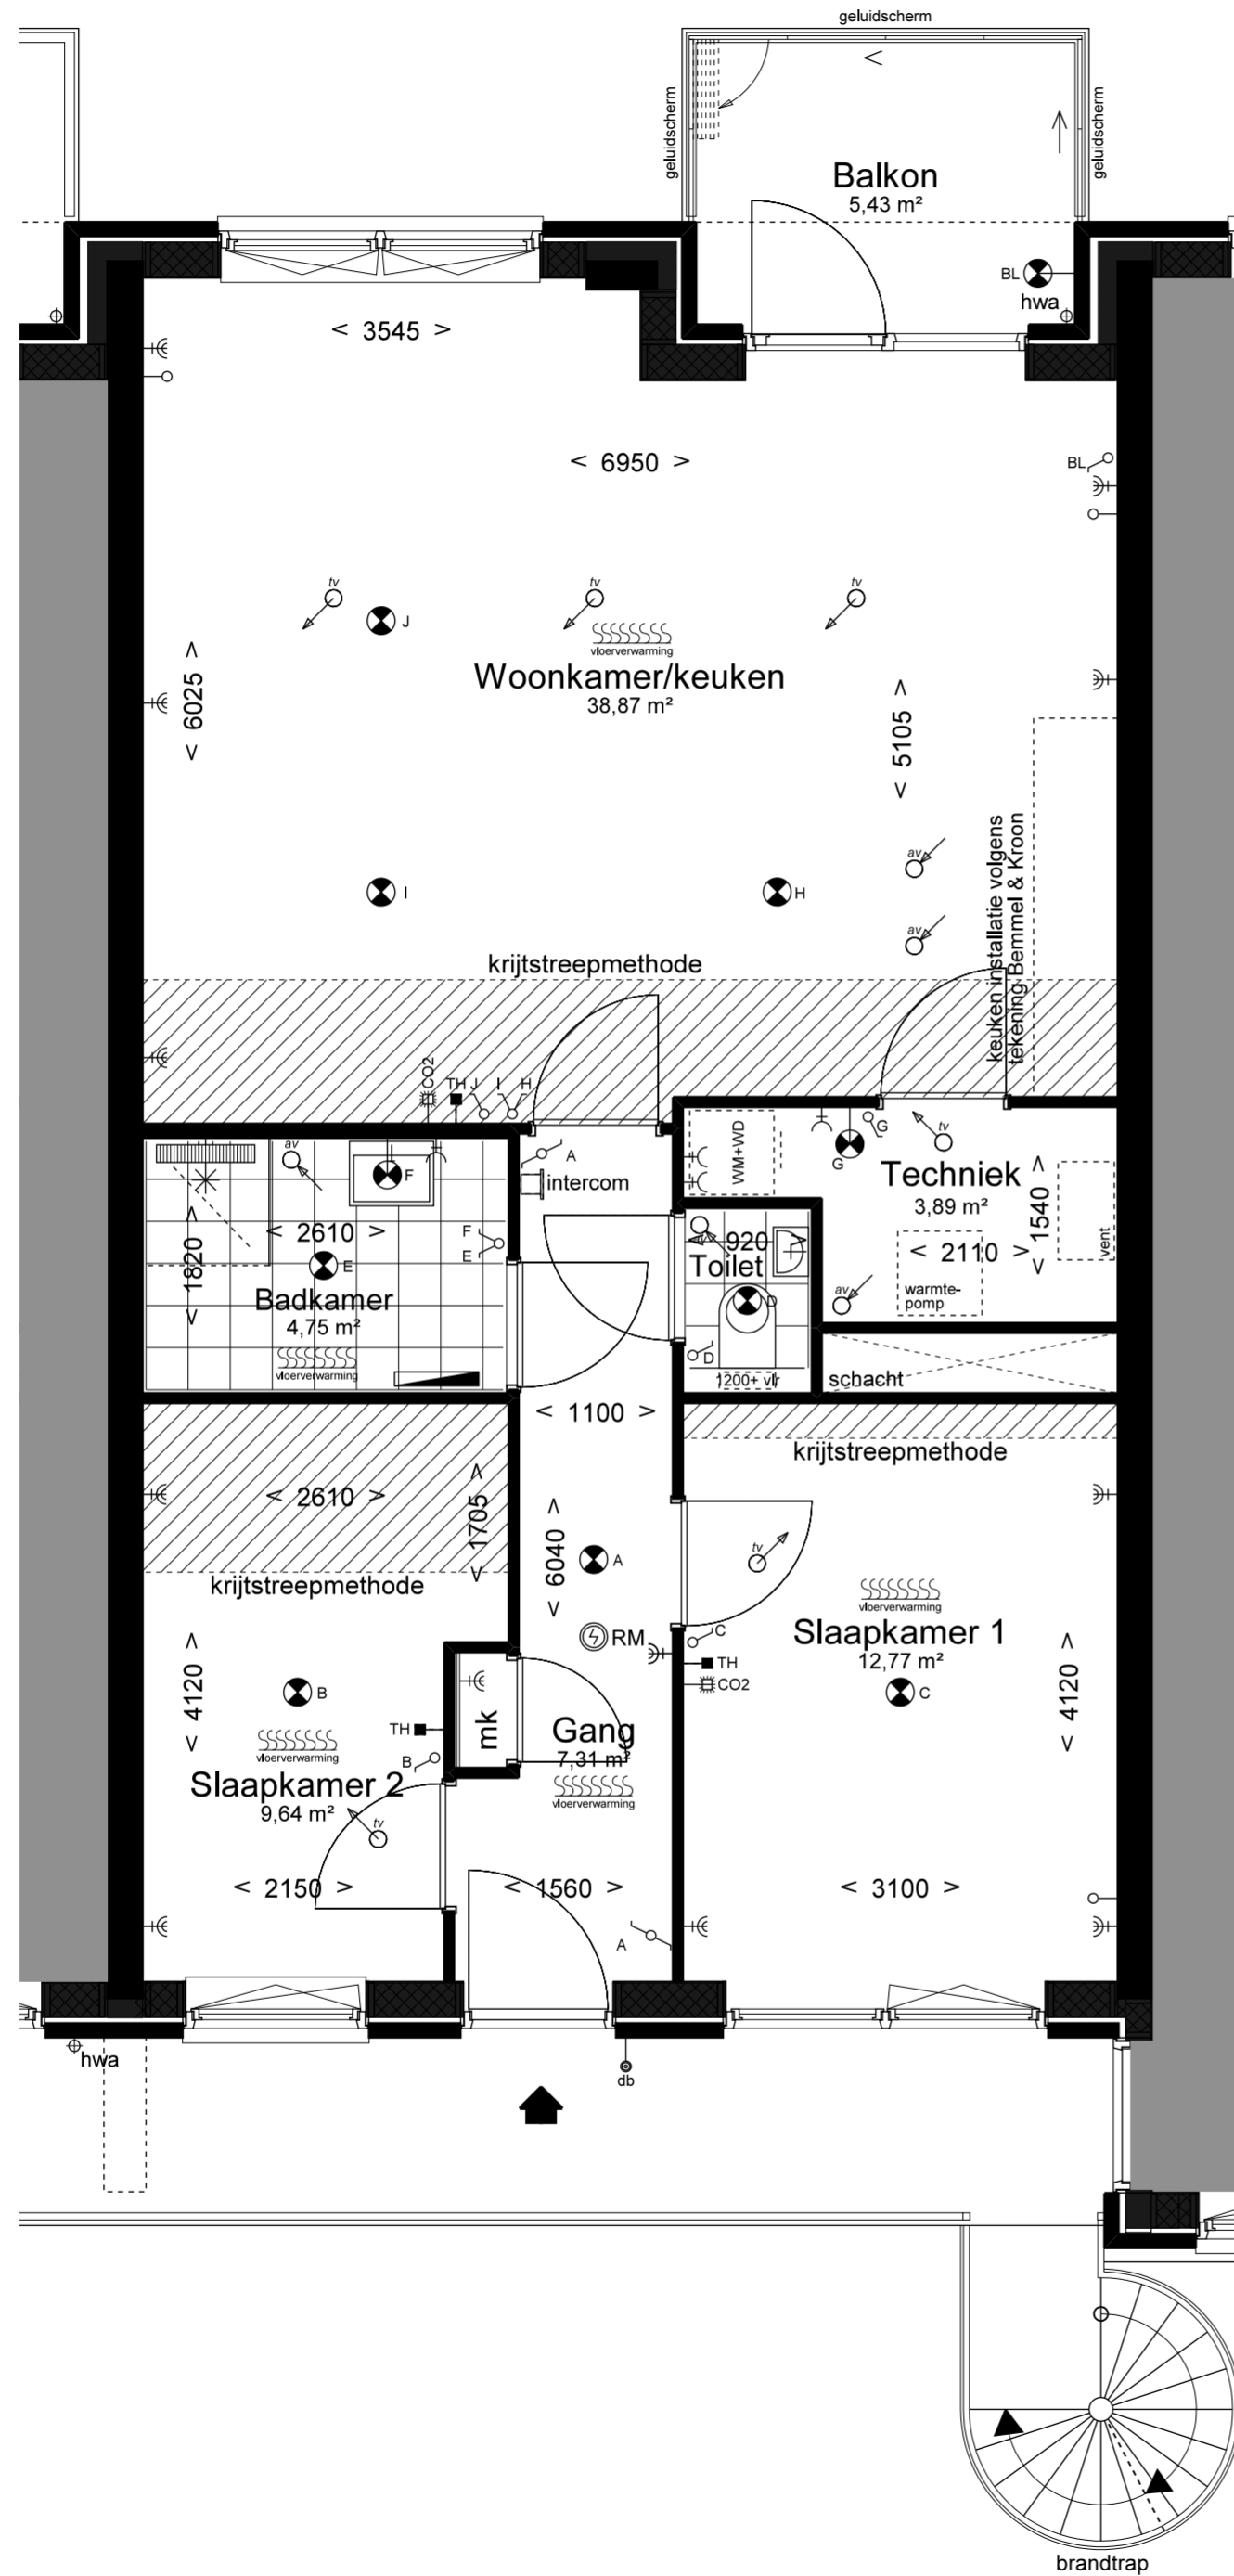 geluidscherm
geluidscherm
geluidscherm
Balkon
5,43 m²
BL
hwa
< 3545 >
< 6950 >
BL
tv
tv
tv
J
vloerverwarming
Woonkamer/keuken
38,87 m²
< 6025 >
< 5105 >
av
av
I
H
keuken installatie volgens
tekening Bemmel & Kroon
krijtstreepmethode
CO2
TH
J
I
H
A
intercom
av
F
< 2610 >
< 1820 >
F
E
E
Badkamer
4,75 m²
vloerverwarming
WM+WD
G
G
tv
Techniek
3,89 m²
< 1540 >
< 2110 >
vent
warmte-
pomp
av
920
Toilet
D
D
1200+ vlr
schacht
< 1100 >
krijtstreepmethode
< 2610 >
< 1705 >
krijtstreepmethode
< 6040 >
A
RM
tv
vloerverwarming
Slaapkamer 1
12,77 m²
C
TH
CO2
C
< 4120 >
< 4120 >
B
TH
B
vloerverwarming
Slaapkamer 2
9,64 m²
tv
mk
Gang
7,31 m²
vloerverwarming
< 2150 >
< 1560 >
< 3100 >
A
hwa
db
brandtrap